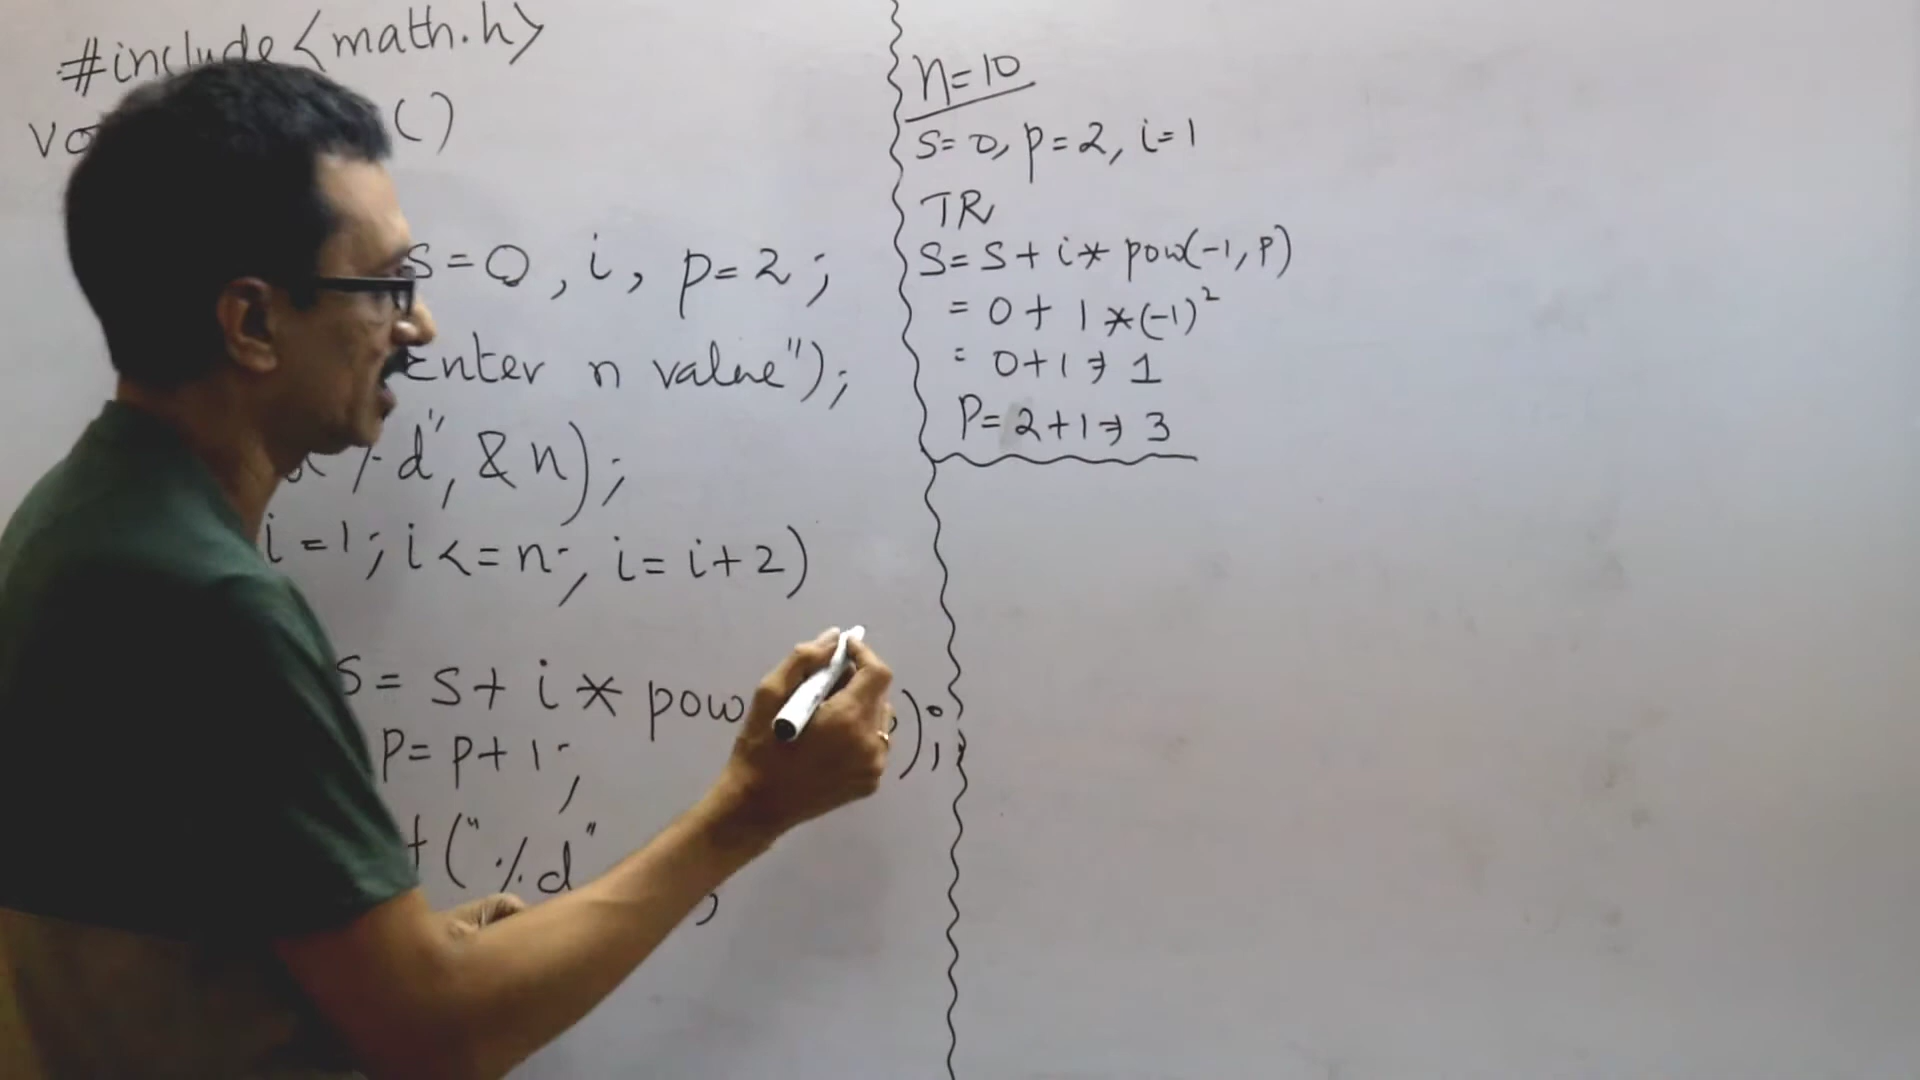 #include<math.h>
()
s=0, i, p=2;
Enter n value");
d", &n);
i=1; i<=n; i=i+2)
s= s+ i * pow );
p= p+1;
("%d"
n=10
s=0, p=2, i=1
TR
s= s+ i* pow(-1, p)
= 0+ 1 *(-1)²
= 0+1 ⇒ 1
P= 2+1 ⇒ 3